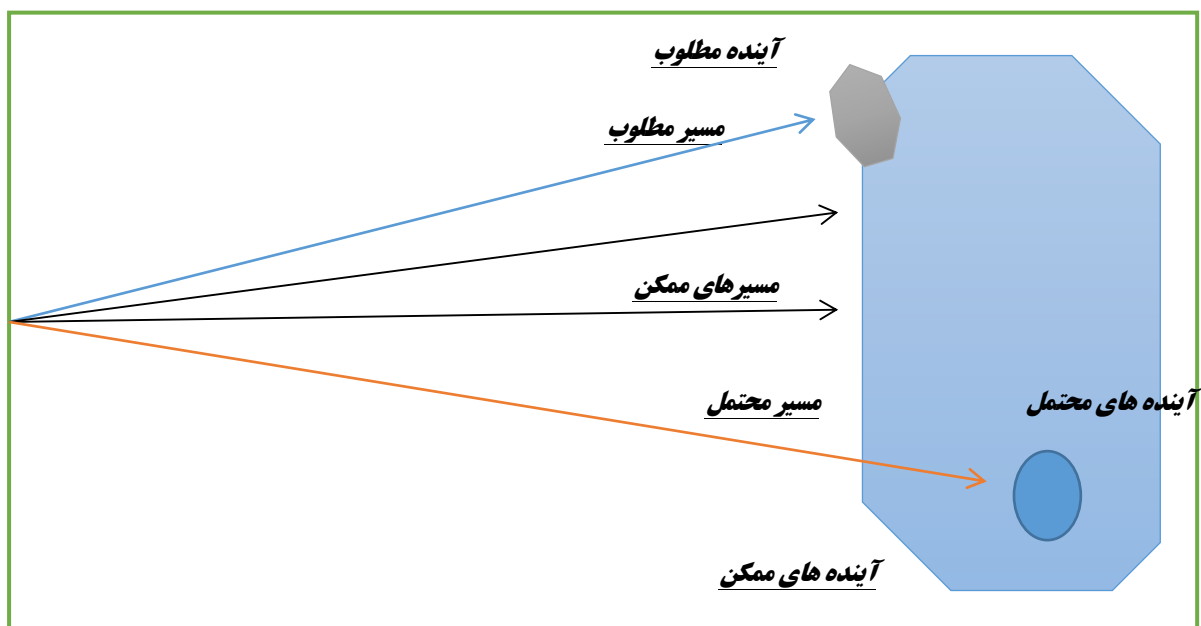 آینده مطلوب
مسیر مطلوب
مسیرهای ممکن
مسیر محتمل
آینده های محتمل
آینده های ممکن